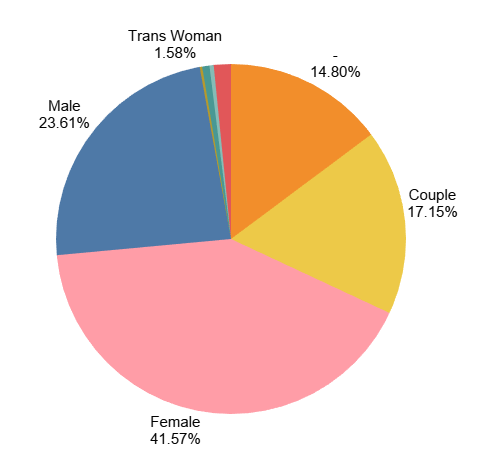 Trans Woman
1.58%
-
14.80%
Male
23.61%
Couple
17.15%
Female
41.57%